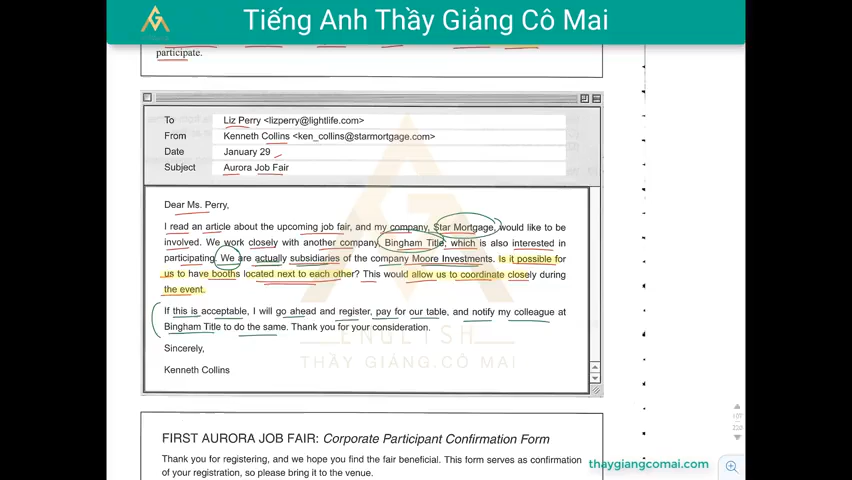 Tiếng Anh Thầy Giảng Cô Mai
ENGLISH
participate.
To Liz Perry <lizperry@lightlife.com>
From Kenneth Collins <ken_collins@starmortgage.com>
Date January 29
Subject Aurora Job Fair
Dear Ms. Perry,
I read an article about the upcoming job fair, and my company, Star Mortgage, would like to be
involved. We work closely with another company, Bingham Title, which is also interested in
participating. We are actually subsidiaries of the company Moore Investments. Is it possible for
us to have booths located next to each other? This would allow us to coordinate closely during
the event.
If this is acceptable, I will go ahead and register, pay for our table, and notify my colleague at
Bingham Title to do the same. Thank you for your consideration.
ENGLISH
Sincerely,
THẦY GIẢNG.CÔ MAI
Kenneth Collins
FIRST AURORA JOB FAIR: Corporate Participant Confirmation Form
Thank you for registering, and we hope you find the fair beneficial. This form serves as confirmation
of your registration, so please bring it to the venue.
thaygiangcomai.com